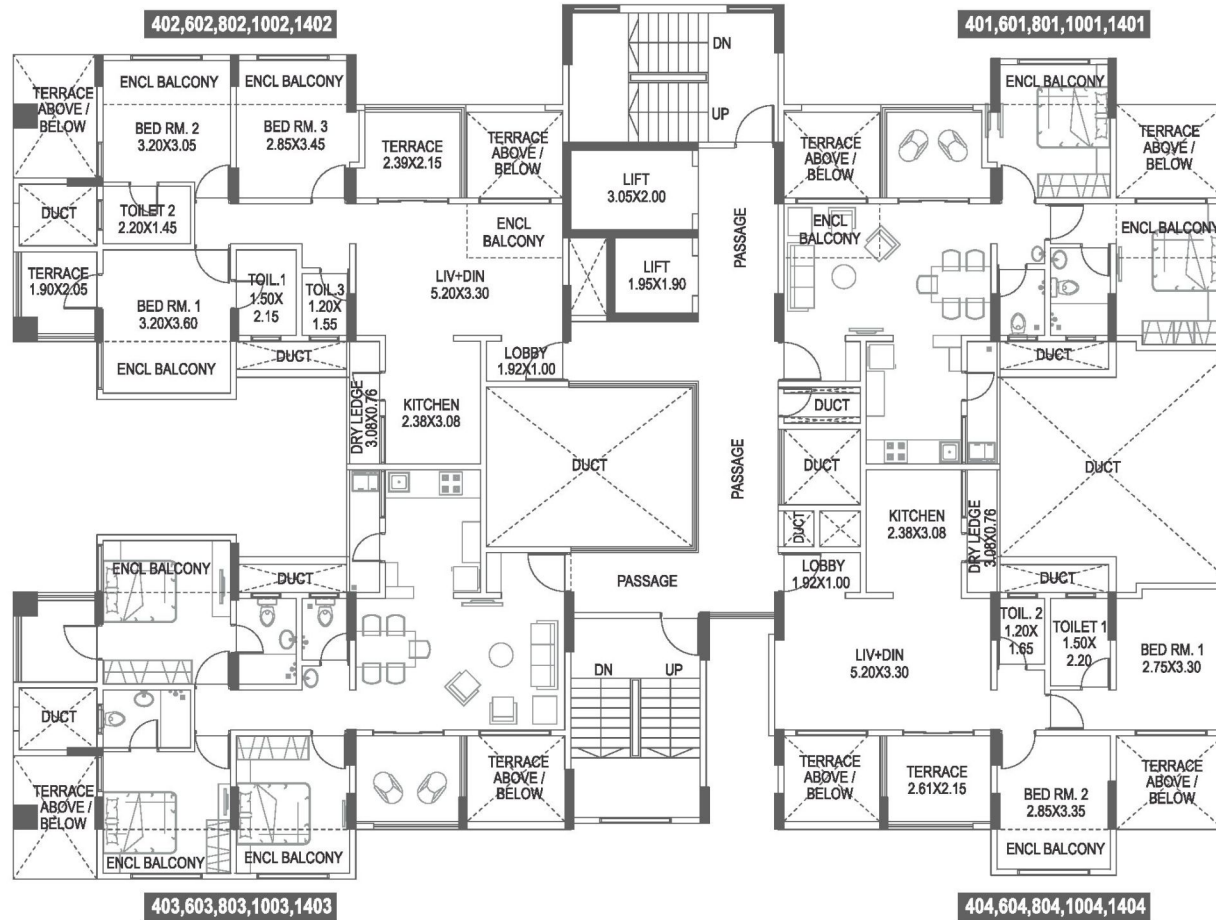 402,602,802,1002,1402
401,601,801,1001,1401
TERRACE
ABOVE /
BELOW
ENCL BALCONY
BED RM. 2
3.20X3.05
ENCL BALCONY
BED RM. 3
2.85X3.45
TERRACE
2.39X2.15
TERRACE
ABOVE /
BELOW
DN
UP
LIFT
3.05X2.00
LIFT
1.95X1.90
PASSAGE
TERRACE
ABOVE /
BELOW
ENCL BALCONY
TERRACE
ABOVE /
BELOW
DUCT
TOILET 2
2.20X1.45
TERRACE
1.90X2.05
BED RM. 1
3.20X3.60
ENCL BALCONY
TOIL.1
1.50X
2.15
TOIL.3
1.20X
1.55
DUCT
ENCL
BALCONY
LIV+DIN
5.20X3.30
LOBBY
1.92X1.00
ENCL
BALCONY
ENCL BALCONY
DUCT
DRY LEDGE
3.08X0.76
KITCHEN
2.38X3.08
DUCT
PASSAGE
DUCT
DUCT
DUCT
DUCT
KITCHEN
2.38X3.08
DRY LEDGE
3.08X0.76
LOBBY
1.92X1.00
PASSAGE
ENCL BALCONY
DUCT
DUCT
TOIL. 2
1.20X
1.65
TOILET 1
1.50X
2.20
BED RM. 1
2.75X3.30
LIV+DIN
5.20X3.30
DN
UP
DUCT
TERRACE
ABOVE /
BELOW
ENCL BALCONY
ENCL BALCONY
TERRACE
ABOVE /
BELOW
TERRACE
ABOVE /
BELOW
TERRACE
2.61X2.15
BED RM. 2
2.85X3.35
ENCL BALCONY
TERRACE
ABOVE /
BELOW
403,603,803,1003,1403
404,604,804,1004,1404